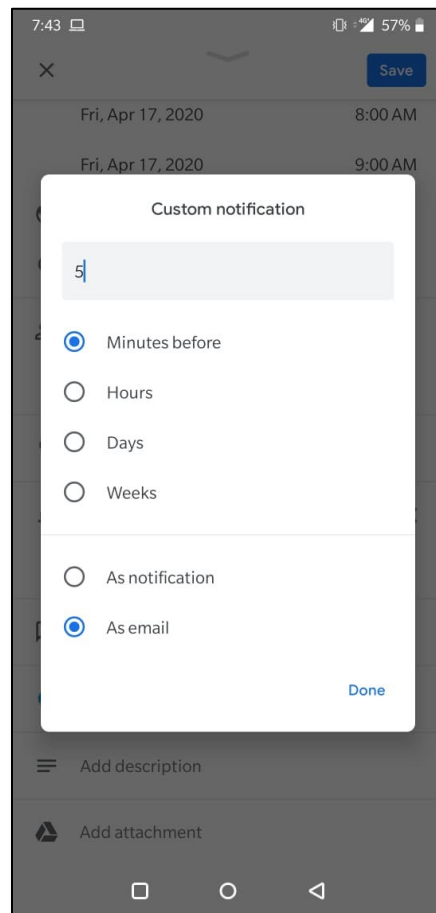 7:43 4G 57%
Save
Fri, Apr 17, 2020 8:00 AM
Fri, Apr 17, 2020 9:00 AM
Custom notification
5
Minutes before
Hours
Days
Weeks
As notification
As email
Done
Add description
Add attachment